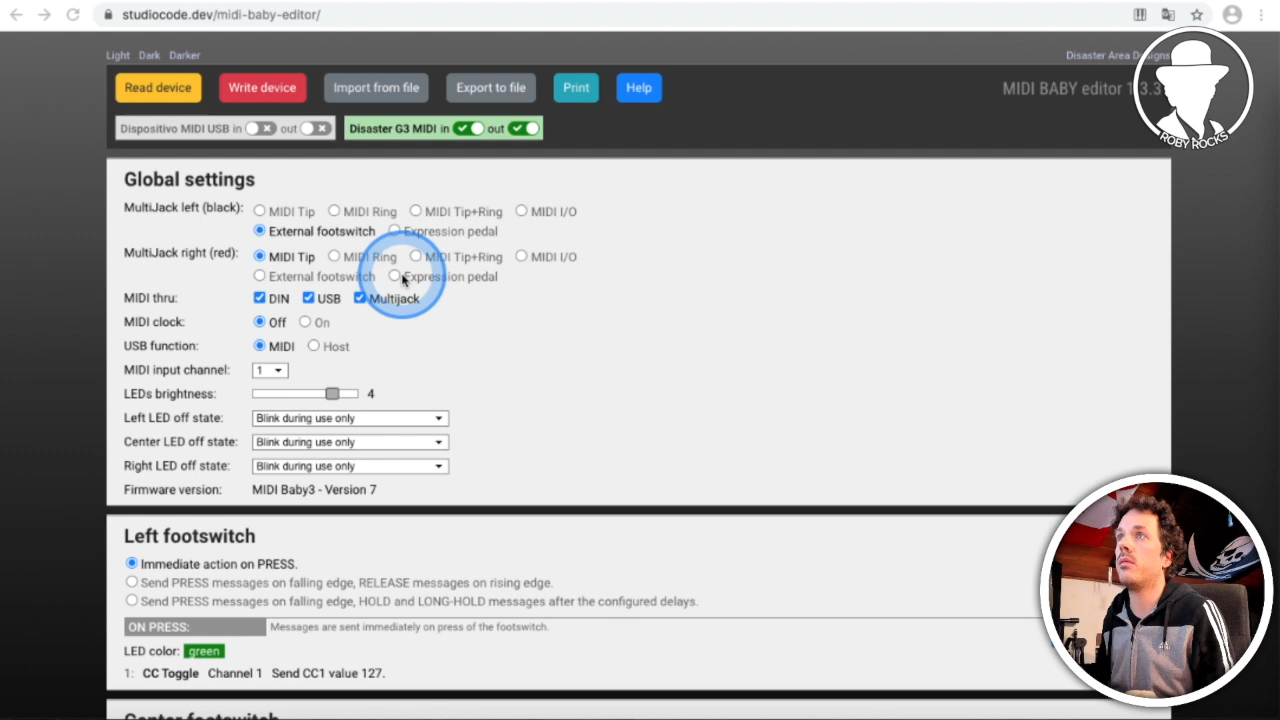 studiocode.dev/midi-baby-editor/
Light Dark Darker
Disaster Area Designs
Read device Write device Import from file Export to file Print Help
MIDI BABY editor 1.3.3
Dispositivo MIDI USB in out Disaster G3 MIDI in out
ROBY ROCKS
Global settings
MultiJack left (black): MIDI Tip MIDI Ring MIDI Tip+Ring MIDI I/O
External footswitch Expression pedal
MultiJack right (red): MIDI Tip MIDI Ring MIDI Tip+Ring MIDI I/O
External footswitch Expression pedal
MIDI thru: DIN USB Multijack
MIDI clock: Off On
USB function: MIDI Host
MIDI input channel: 1
LEDs brightness: 4
Left LED off state: Blink during use only
Center LED off state: Blink during use only
Right LED off state: Blink during use only
Firmware version: MIDI Baby3 - Version 7
Left footswitch
Immediate action on PRESS.
Send PRESS messages on falling edge, RELEASE messages on rising edge.
Send PRESS messages on falling edge, HOLD and LONG-HOLD messages after the configured delays.
ON PRESS: Messages are sent immediately on press of the footswitch.
LED color: green
1: CC Toggle Channel 1 Send CC1 value 127.
Center footswitch